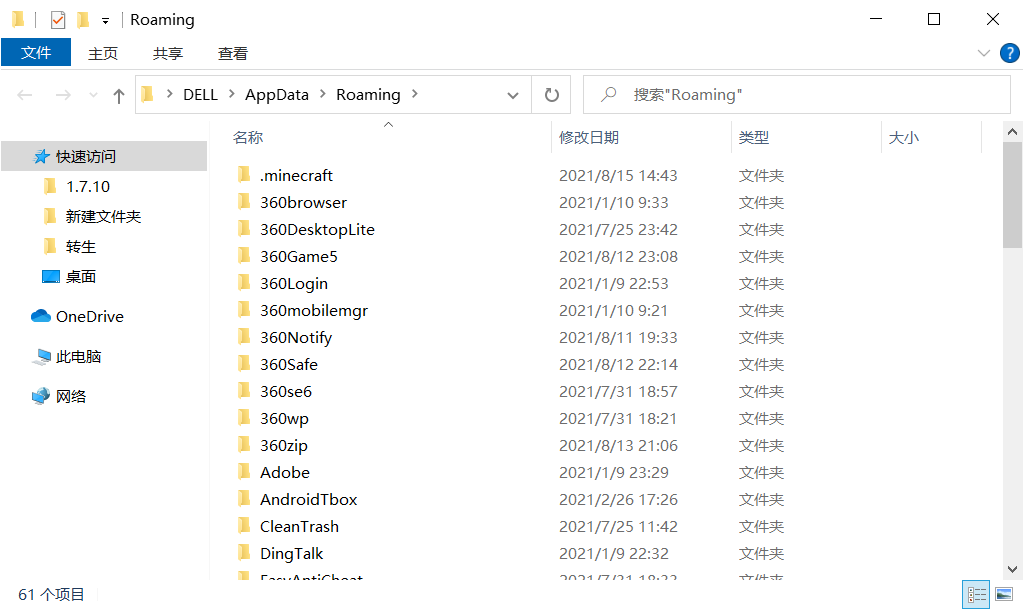 Roaming
文件 主页 共享 查看
DELL AppData Roaming 搜索"Roaming"
名称 修改日期 类型 大小
快速访问
1.7.10
新建文件夹
转生
桌面
OneDrive
此电脑
网络
.minecraft 2021/8/15 14:43 文件夹
360browser 2021/1/10 9:33 文件夹
360DesktopLite 2021/7/25 23:42 文件夹
360Game5 2021/8/12 23:08 文件夹
360Login 2021/1/9 22:53 文件夹
360mobilemgr 2021/1/10 9:21 文件夹
360Notify 2021/8/11 19:33 文件夹
360Safe 2021/8/12 22:14 文件夹
360se6 2021/7/31 18:57 文件夹
360wp 2021/7/31 18:21 文件夹
360zip 2021/8/13 21:06 文件夹
Adobe 2021/1/9 23:29 文件夹
AndroidTbox 2021/2/26 17:26 文件夹
CleanTrash 2021/7/25 11:42 文件夹
DingTalk 2021/1/9 22:32 文件夹
EasyAntiCheat 文件夹
61 个项目